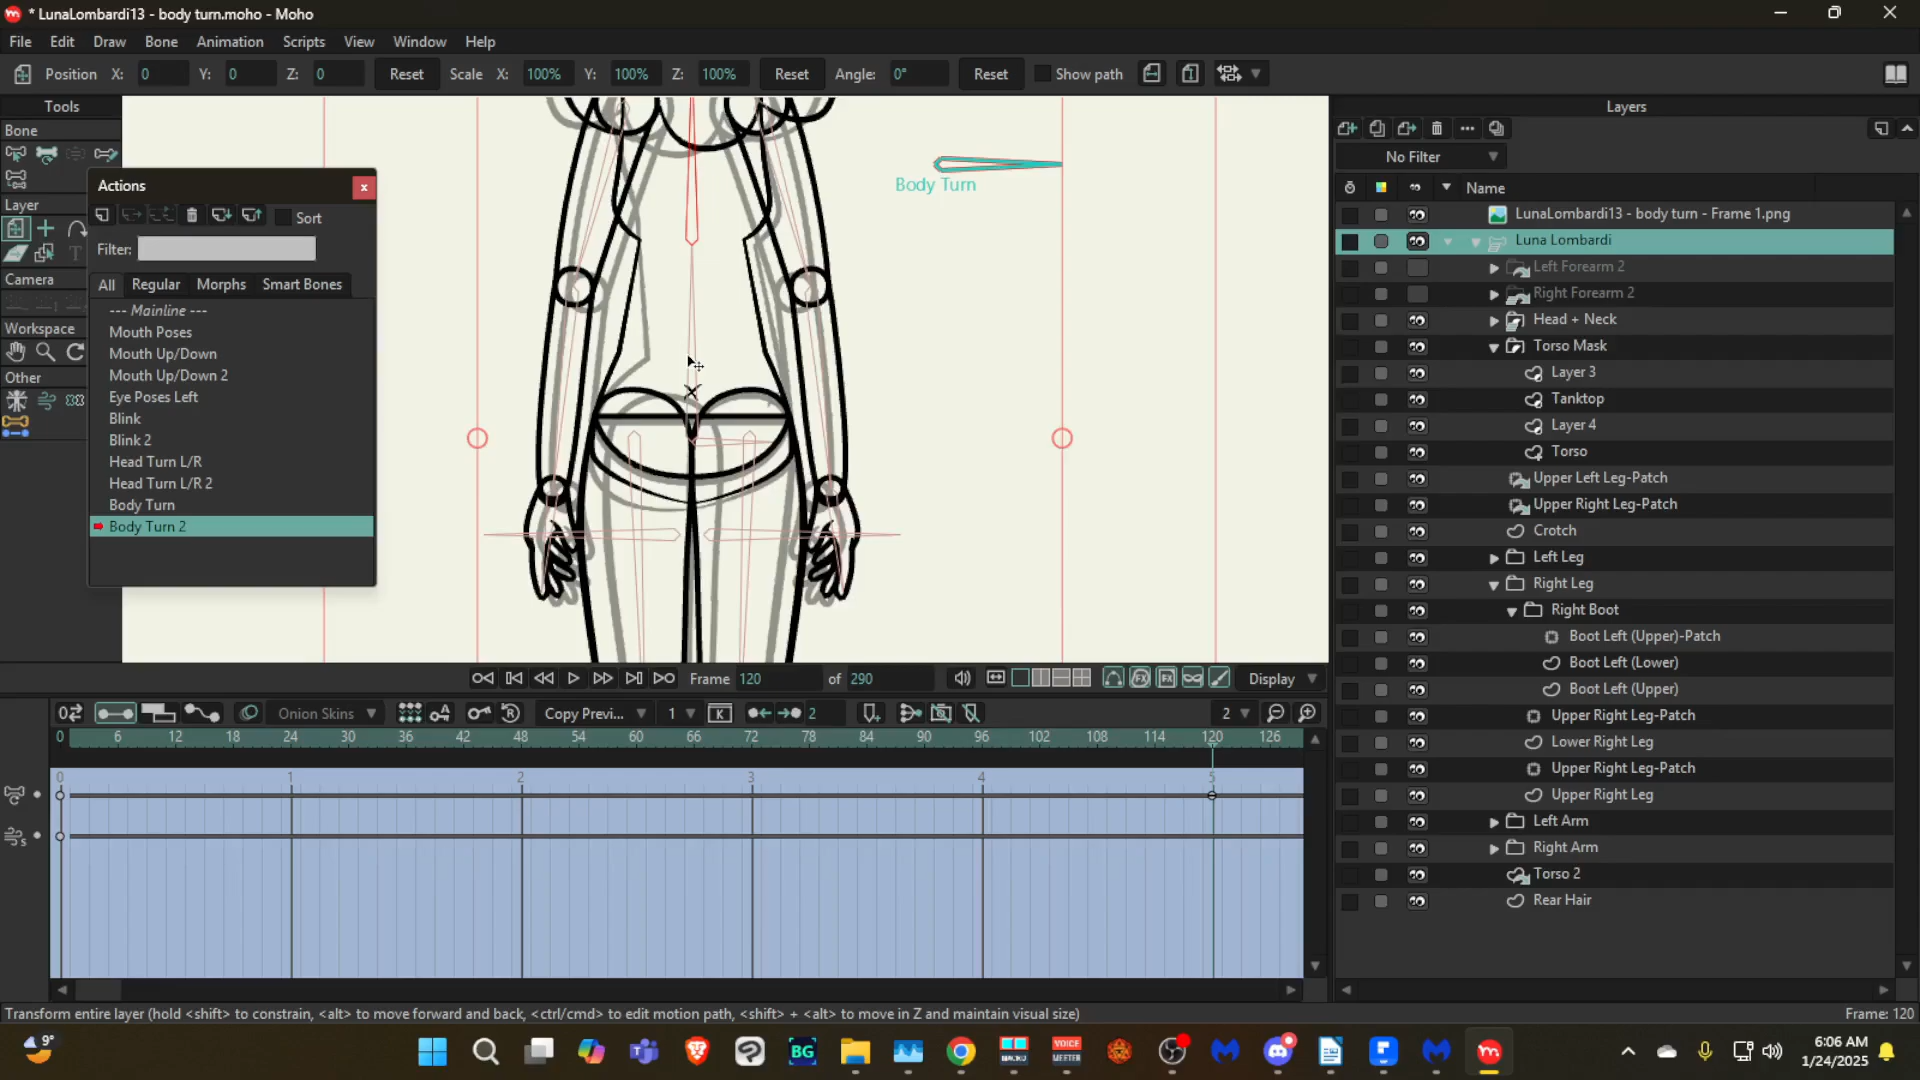 * LunaLombardi13 - body turn.moho - Moho
File Edit Draw Bone Animation Scripts View Window Help
Position X: 0 Y: 0 Z: 0 Reset Scale X: 100% Y: 100% Z: 100% Reset Angle: 0° Reset Show path
Tools
Bone
Layer
Camera
Workspace
Other
Actions
Sort
Filter:
All Regular Morphs Smart Bones
--- Mainline ---
Mouth Poses
Mouth Up/Down
Mouth Up/Down 2
Eye Poses Left
Blink
Blink 2
Head Turn L/R
Head Turn L/R 2
Body Turn
Body Turn 2
Body Turn
Layers
No Filter
Name
LunaLombardi13 - body turn - Frame 1.png
Luna Lombardi
Left Forearm 2
Right Forearm 2
Head + Neck
Torso Mask
Layer 3
Tanktop
Layer 4
Torso
Upper Left Leg-Patch
Upper Right Leg-Patch
Crotch
Left Leg
Right Leg
Right Boot
Boot Left (Upper)-Patch
Boot Left (Lower)
Boot Left (Upper)
Upper Right Leg-Patch
Lower Right Leg
Upper Right Leg-Patch
Upper Right Leg
Left Arm
Right Arm
Torso 2
Rear Hair
Frame 120 of 290 Display
Onion Skins Copy Previ... 1 2 2
0 6 12 18 24 30 36 42 48 54 60 66 72 78 84 90 96 102 108 114 120 126
0 1 2 3 4 5
Transform entire layer (hold <shift> to constrain, <alt> to move forward and back, <ctrl/cmd> to edit motion path, <shift> + <alt> to move in Z and maintain visual size)
Frame: 120
9°
BG
VOICE
MEETER
6:06 AM
1/24/2025